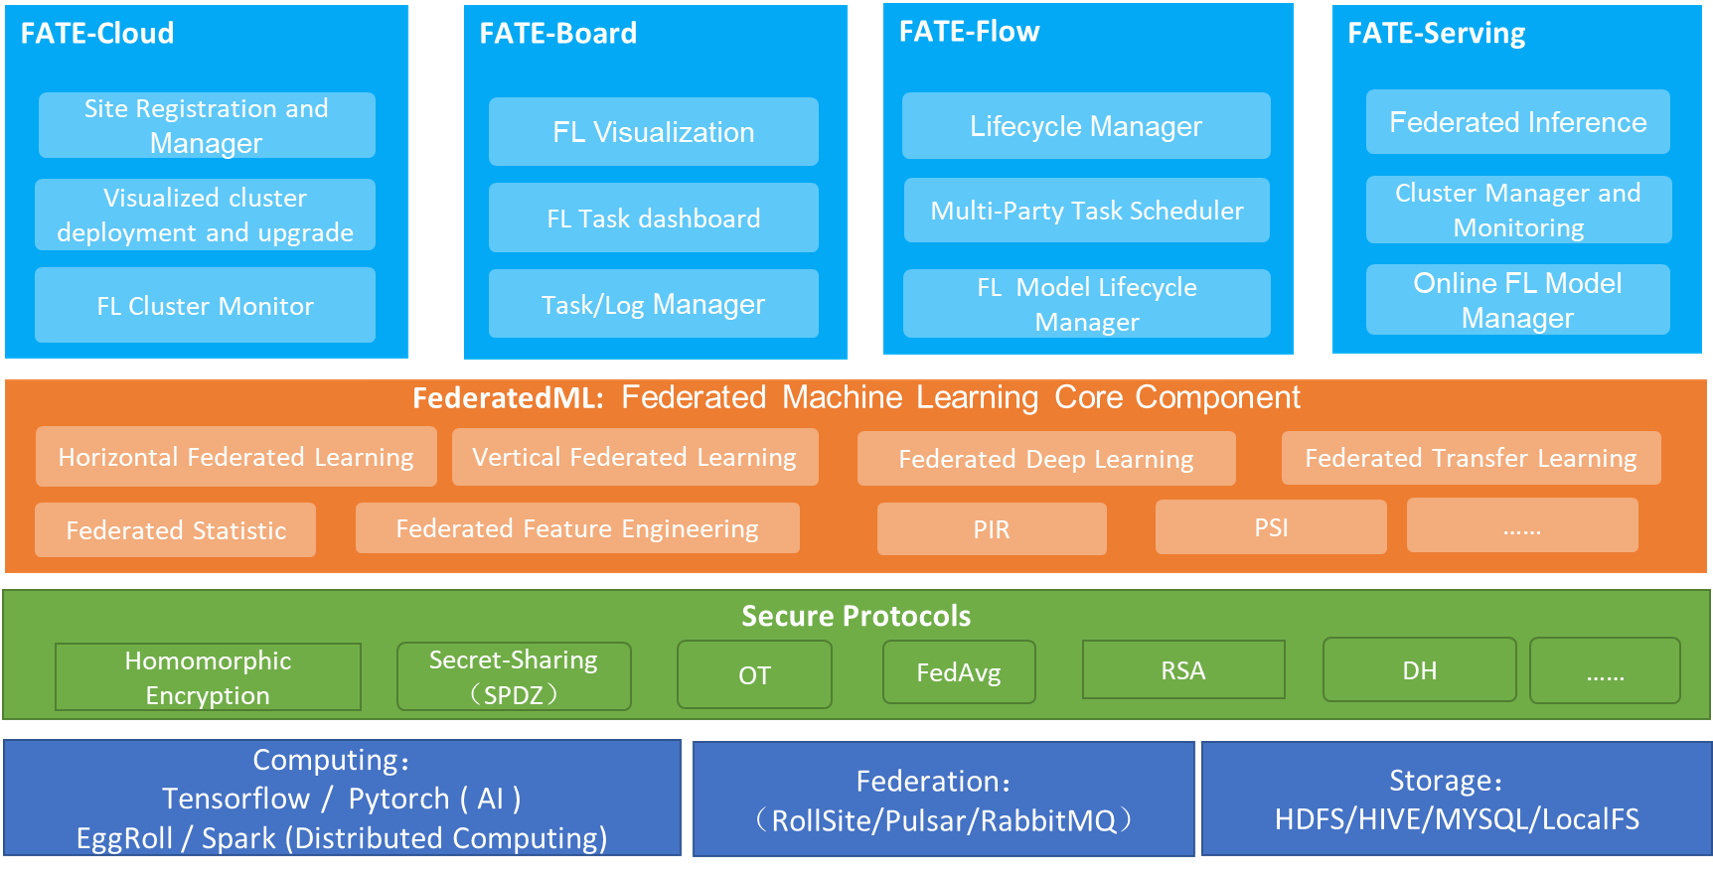 FATE-Cloud
Site Registration and
Manager
Visualized cluster
deployment and upgrade
FL Cluster Monitor
FATE-Board
FL Visualization
FL Task dashboard
Task/Log Manager
FATE-Flow
Lifecycle Manager
Multi-Party Task Scheduler
FL Model Lifecycle
Manager
FATE-Serving
Federated Inference
Cluster Manager and
Monitoring
Online FL Model
Manager
FederatedML: Federated Machine Learning Core Component
Horizontal Federated Learning
Vertical Federated Learning
Federated Deep Learning
Federated Transfer Learning
Federated Statistic
Federated Feature Engineering
PIR
PSI
......
Secure Protocols
Homomorphic
Encryption
Secret-Sharing
（SPDZ）
OT
FedAvg
RSA
DH
......
Computing：
Tensorflow / Pytorch ( AI )
EggRoll / Spark (Distributed Computing)
Federation：
（RollSite/Pulsar/RabbitMQ）
Storage：
HDFS/HIVE/MYSQL/LocalFS